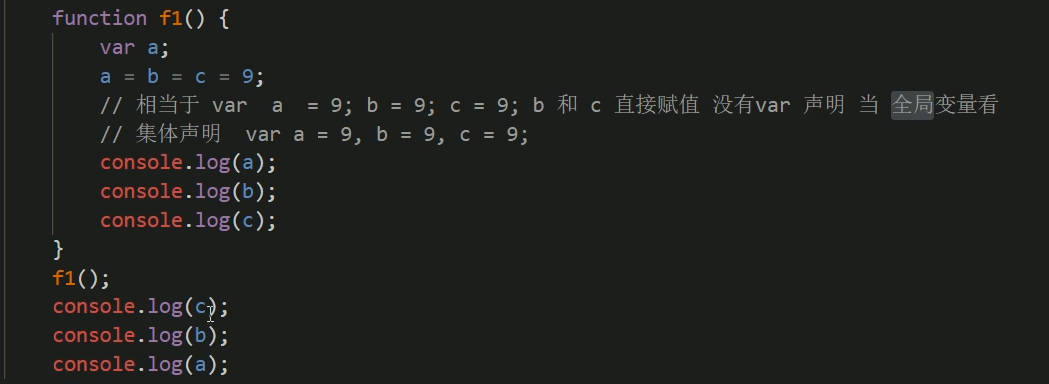 function f1() {
var a;
a = b = c = 9;
// 相当于 var  a  = 9; b = 9; c = 9; b 和 c 直接赋值 没有var 声明 当 全局变量看
// 集体声明  var a = 9, b = 9, c = 9;
console.log(a);
console.log(b);
console.log(c);
}
f1();
console.log(c);
console.log(b);
console.log(a);